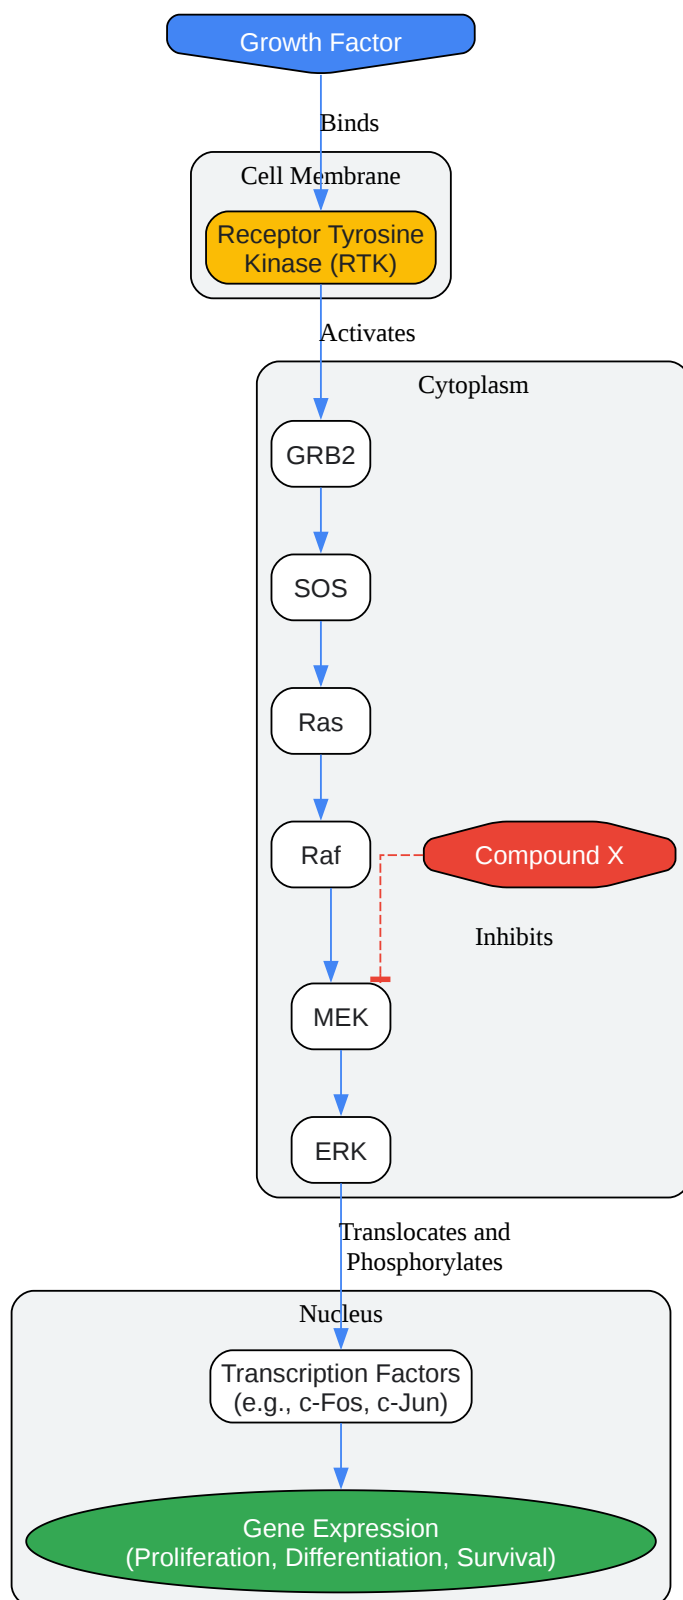 Growth Factor
Binds
Cell Membrane
Receptor Tyrosine
Kinase (RTK)
Activates
Cytoplasm
GRB2
SOS
Ras
Raf
Compound X
Inhibits
MEK
ERK
Translocates and
Phosphorylates
Nucleus
Transcription Factors
(e.g., c-Fos, c-Jun)
Gene Expression
(Proliferation, Differentiation, Survival)